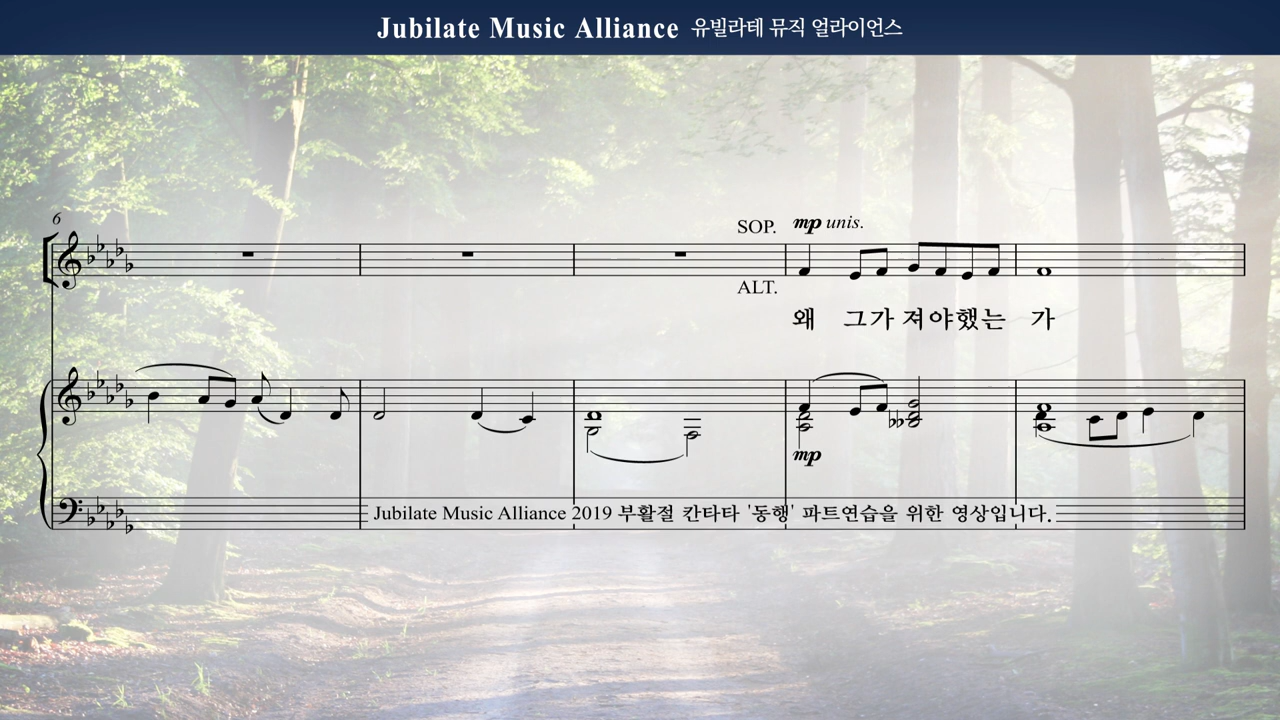 Jubilate Music Alliance 유빌라테 뮤직 얼라이언스
6
SOP. mp unis.
ALT.
왜 그가 져야했는 가
mp
Jubilate Music Alliance 2019 부활절 칸타타 '동행' 파트연습을 위한 영상입니다.